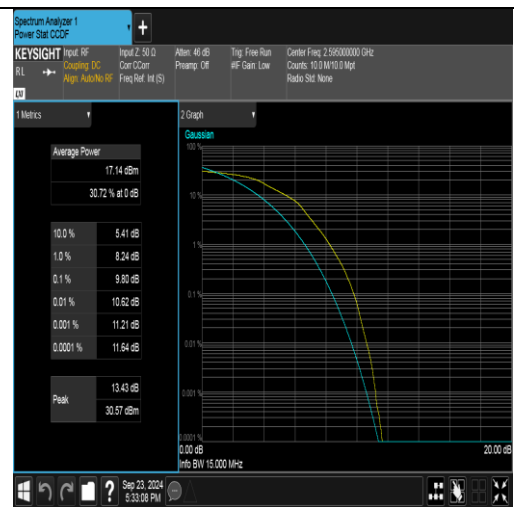 Spectrum Analyzer 1
Power Stat CCDF
+
KEYSIGHT
RL
LXI
Input: RF
Coupling: DC
Align: Auto/No RF
Input Z: 50 Ω
Corr CCorr
Freq Ref: Int (S)
Atten: 46 dB
Preamp: Off
Trig: Free Run
#IF Gain: Low
Center Freq: 2.595000000 GHz
Counts: 10.0 M/10.0 Mpt
Radio Std: None
1 Metrics
Average Power
17.14 dBm
30.72 % at 0 dB
10.0 % 5.41 dB
1.0 % 8.24 dB
0.1 % 9.80 dB
0.01 % 10.62 dB
0.001 % 11.21 dB
0.0001 % 11.64 dB
Peak
13.43 dB
30.57 dBm
2 Graph
Gaussian
100 %
10 %
1 %
0.1 %
0.01 %
0.001 %
0.0001 %
0.00 dB
20.00 dB
Info BW 15.000 MHz
?
Sep 23, 2024
5:33:08 PM